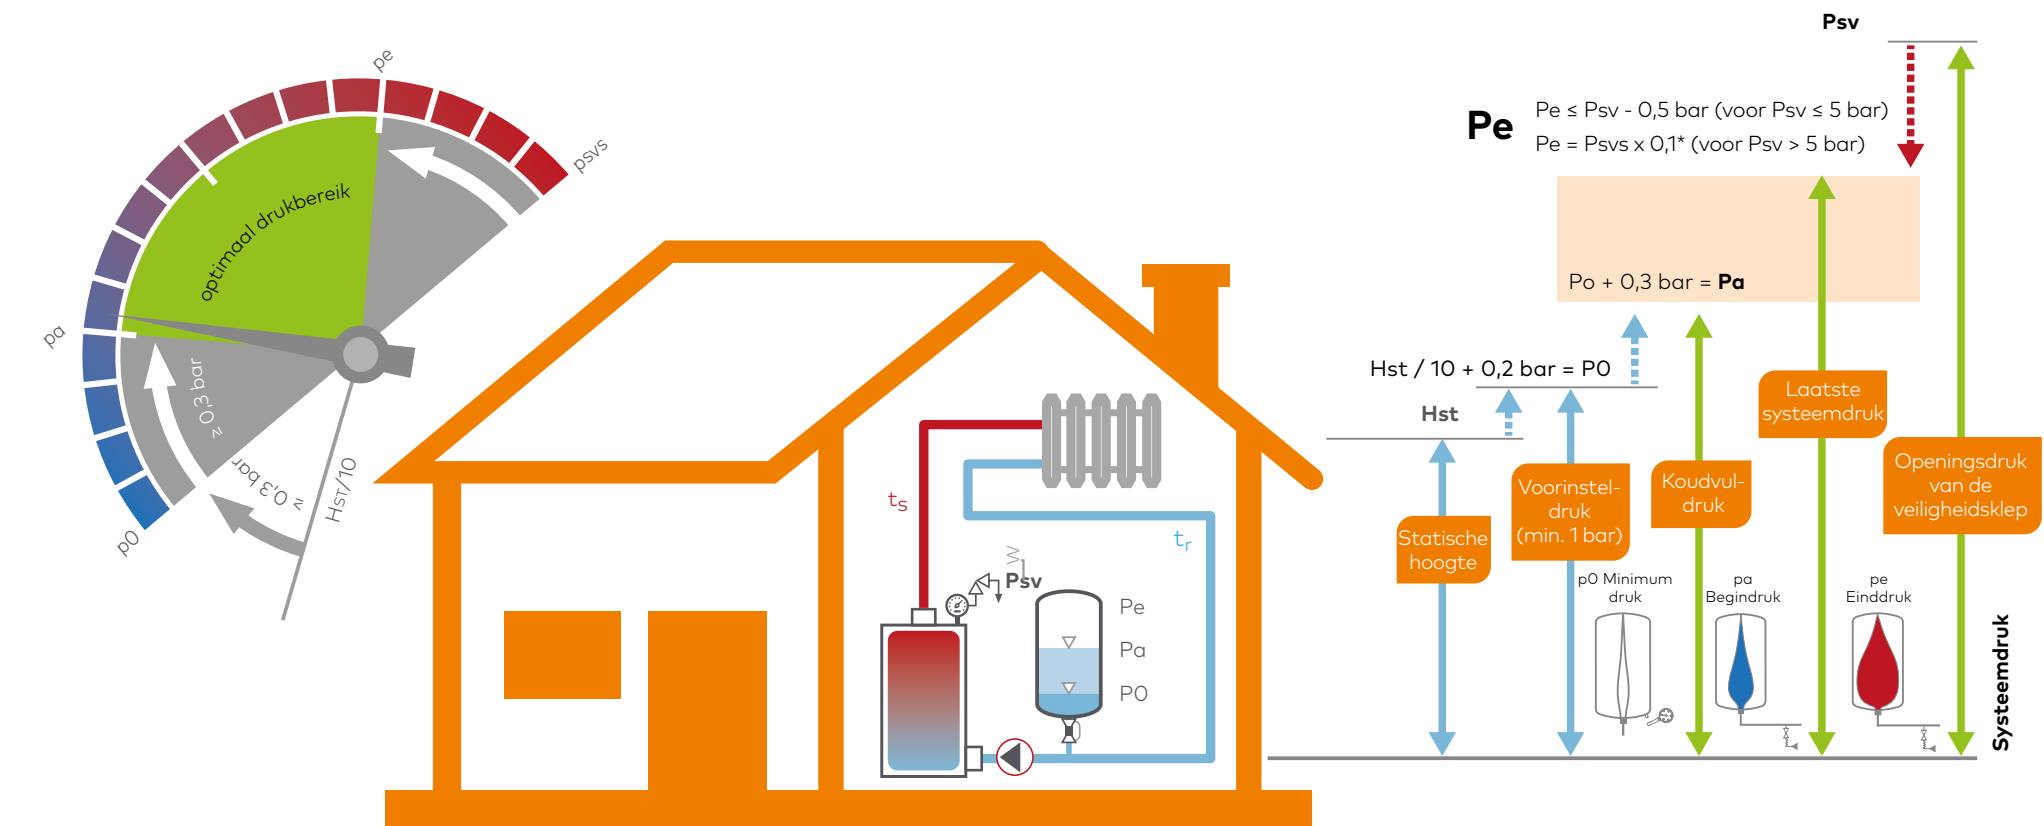 pe
psvs
optimaal drukbereik
pa
≥ 0,3 bar
≥ 0,3 bar
HST/10
p0
ts
tr
Psv
Pe
Pa
P0
Psv
Pe
Pe ≤ Psv - 0,5 bar (voor Psv ≤ 5 bar)
Pe = Psvs x 0,1* (voor Psv > 5 bar)
Po + 0,3 bar = Pa
Hst / 10 + 0,2 bar = P0
Hst
Laatste
systeemdruk
Openingsdruk
van de
veiligheidsklep
Koudvul-
druk
Voorinstel-
druk
(min. 1 bar)
Statische
hoogte
p0 Minimum
druk
pa
Begindruk
pe
Einddruk
Systeemdruk